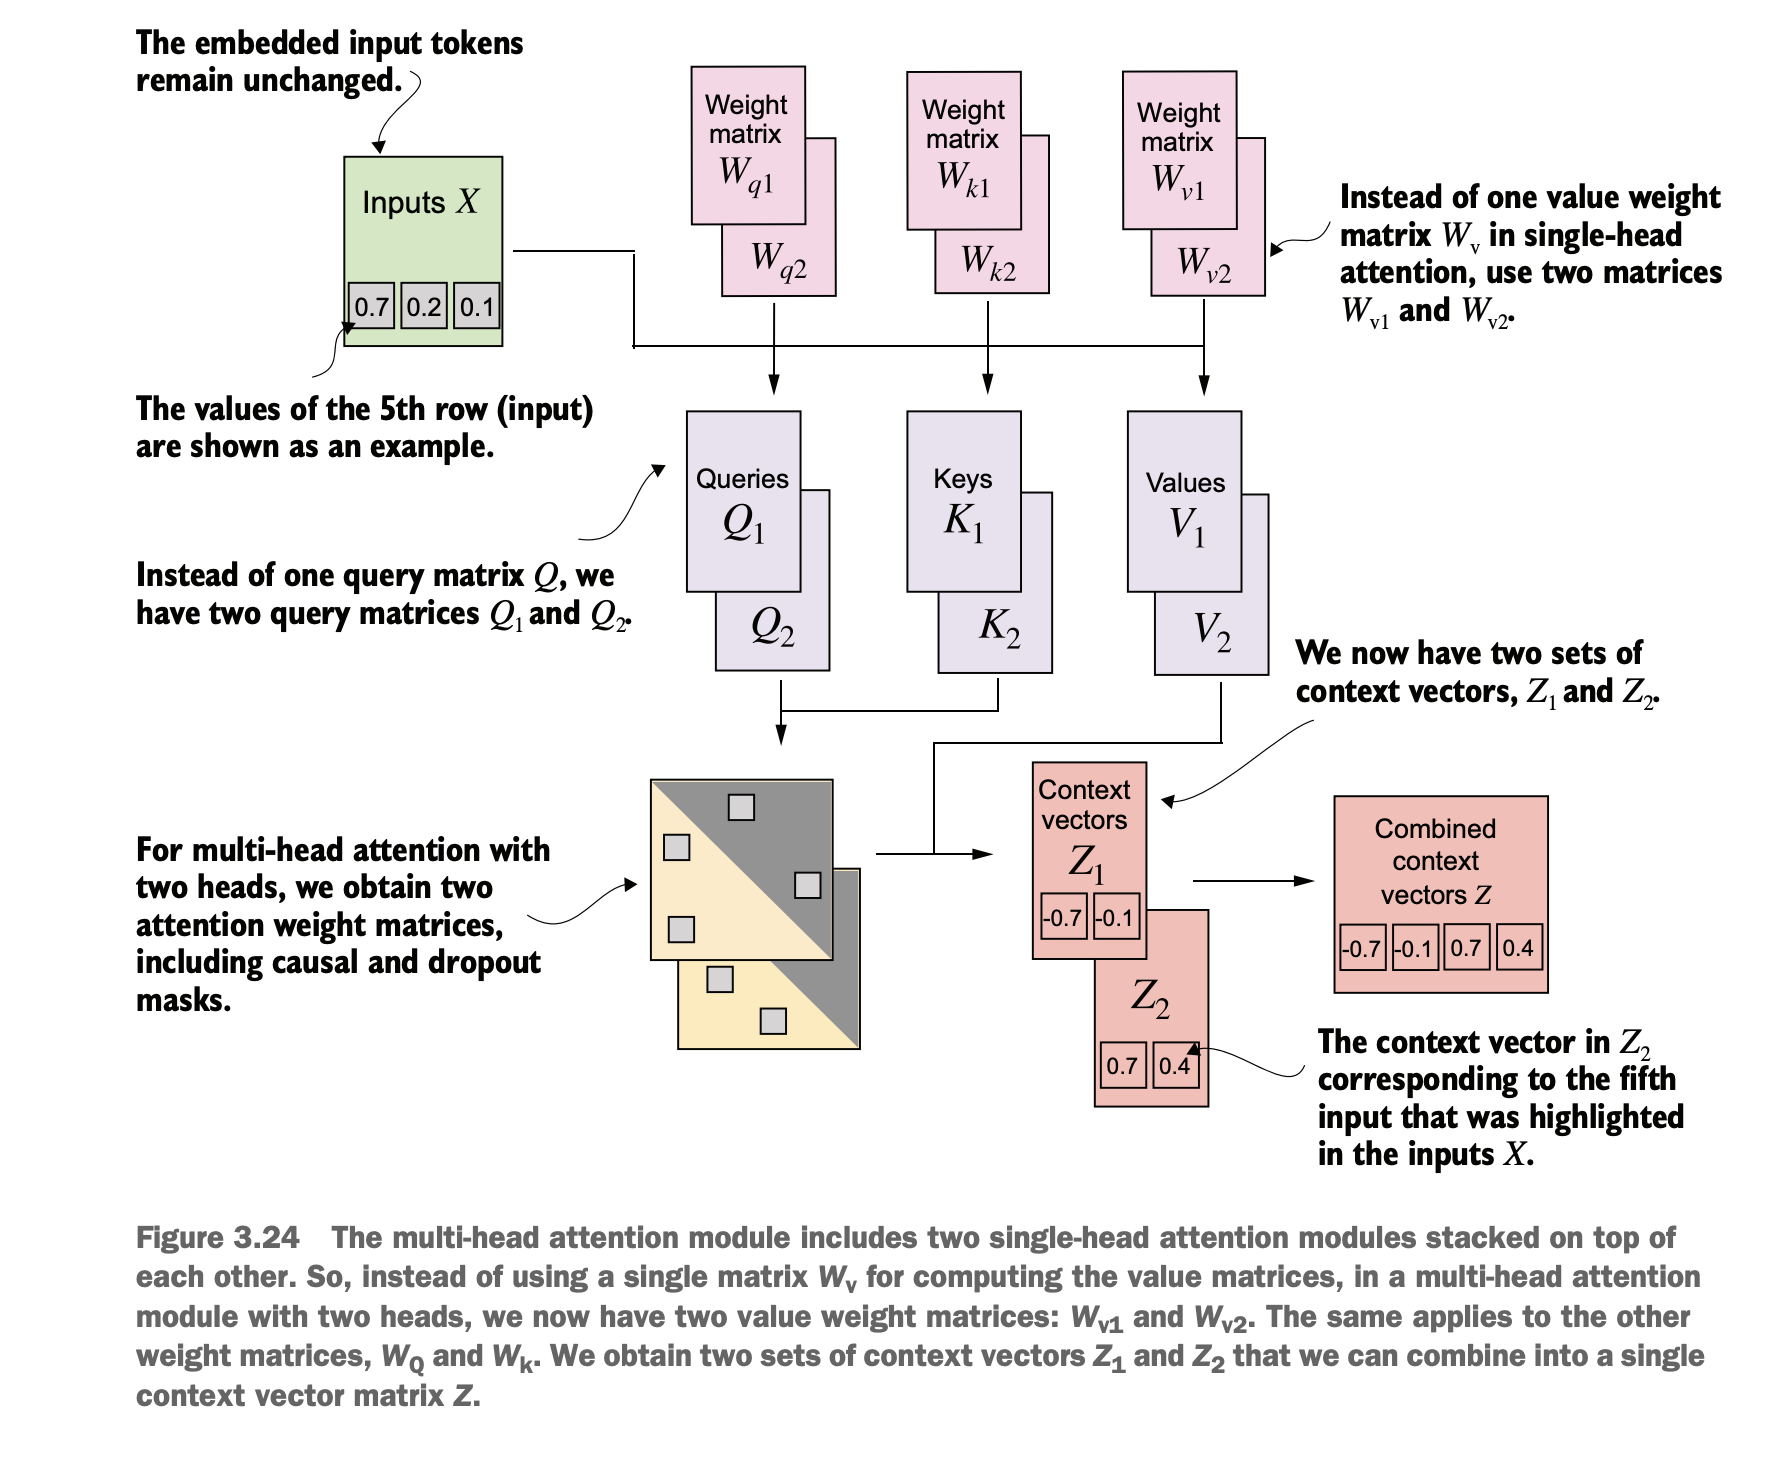 The embedded input tokens
remain unchanged.
Inputs X
0.7 0.2 0.1
The values of the 5th row (input)
are shown as an example.
Weight
matrix
Wq1
Wq2
Weight
matrix
Wk1
Wk2
Weight
matrix
Wv1
Wv2
Instead of one value weight
matrix Wv in single-head
attention, use two matrices
Wv1 and Wv2.
Queries
Q1
Q2
Keys
K1
K2
Values
V1
V2
Instead of one query matrix Q, we
have two query matrices Q1 and Q2.
We now have two sets of
context vectors, Z1 and Z2.
For multi-head attention with
two heads, we obtain two
attention weight matrices,
including causal and dropout
masks.
Context
vectors
Z1
-0.7 -0.1
Z2
0.7 0.4
Combined
context
vectors Z
-0.7 -0.1 0.7 0.4
The context vector in Z2
corresponding to the fifth
input that was highlighted
in the inputs X.
Figure 3.24 The multi-head attention module includes two single-head attention modules stacked on top of
each other. So, instead of using a single matrix Wv for computing the value matrices, in a multi-head attention
module with two heads, we now have two value weight matrices: Wv1 and Wv2. The same applies to the other
weight matrices, WQ and Wk. We obtain two sets of context vectors Z1 and Z2 that we can combine into a single
context vector matrix Z.